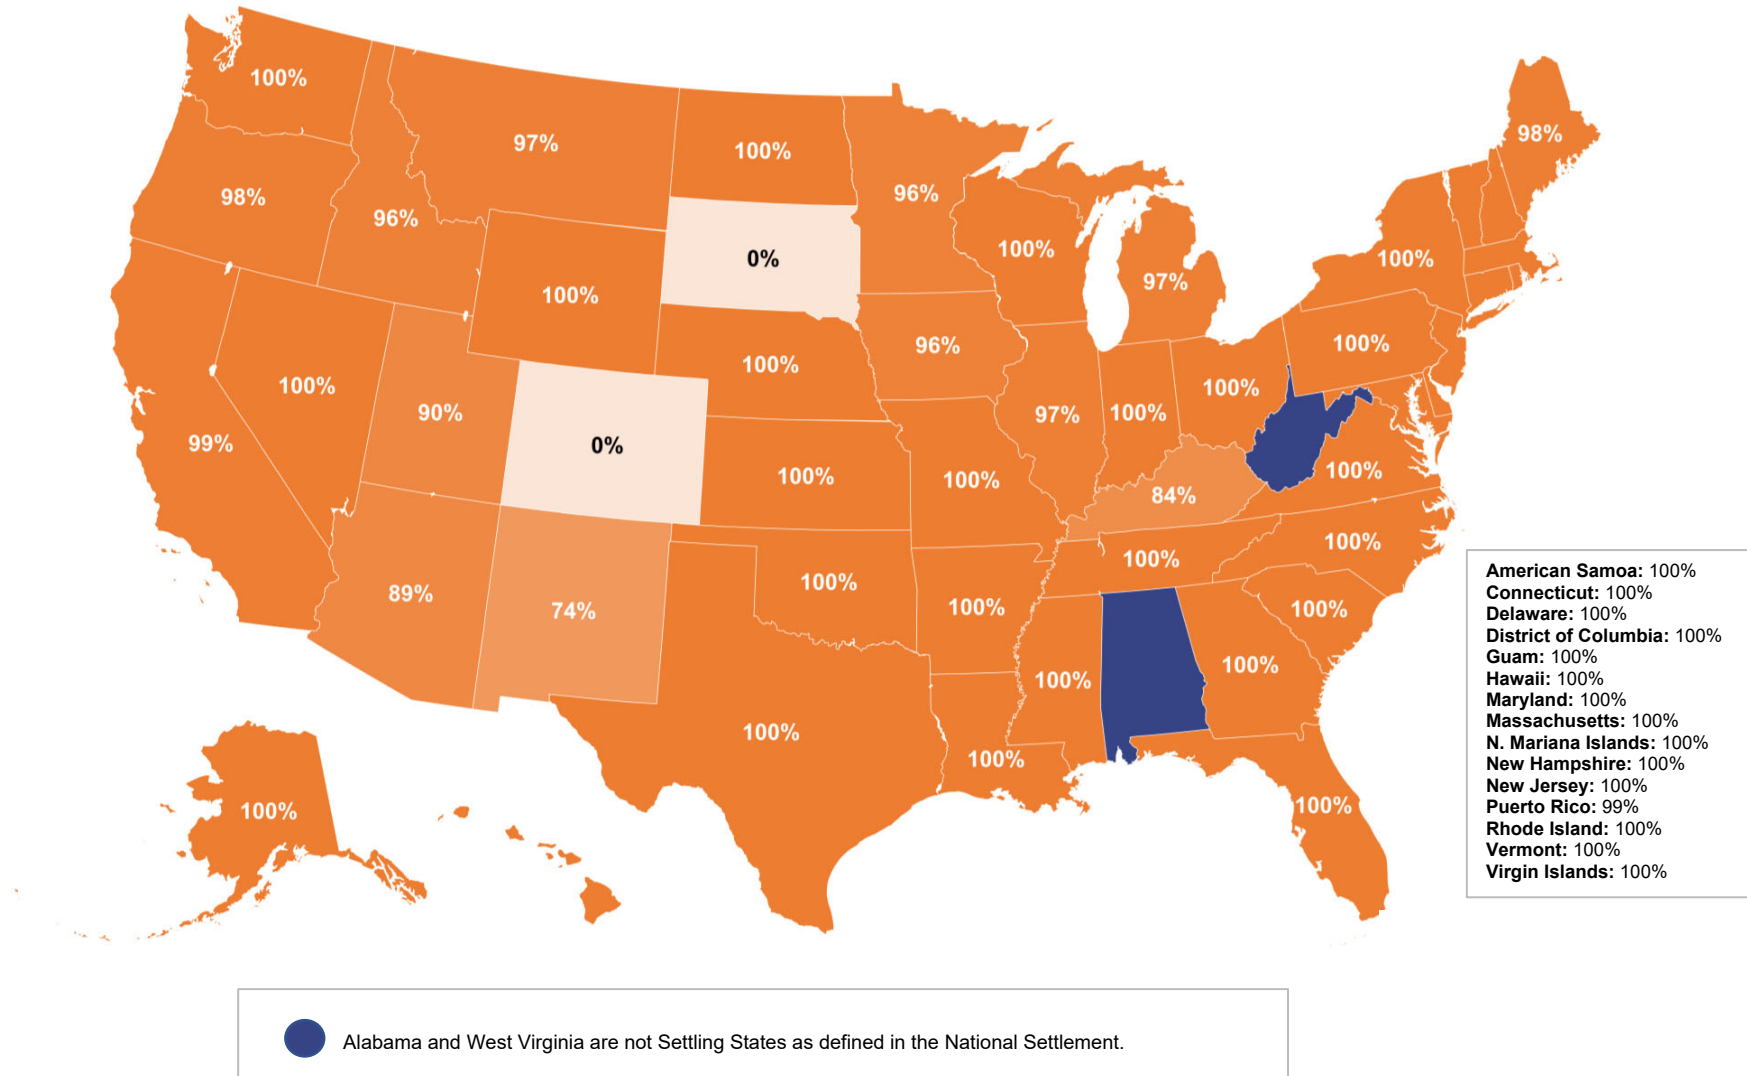 100%
97%
100%
98%
96%
98%
96%
100%
0%
100%
100%
97%
100%
96%
100%
100%
100%
100%
90%
97%
100%
99%
0%
100%
100%
100%
84%
100%
100%
89%
74%
100%
100%
100%
100%
100%
100%
100%
100%
100%
100%
American Samoa: 100%
Connecticut: 100%
Delaware: 100%
District of Columbia: 100%
Guam: 100%
Hawaii: 100%
Maryland: 100%
Massachusetts: 100%
N. Mariana Islands: 100%
New Hampshire: 100%
New Jersey: 100%
Puerto Rico: 99%
Rhode Island: 100%
Vermont: 100%
Virgin Islands: 100%
Alabama and West Virginia are not Settling States as defined in the National Settlement.